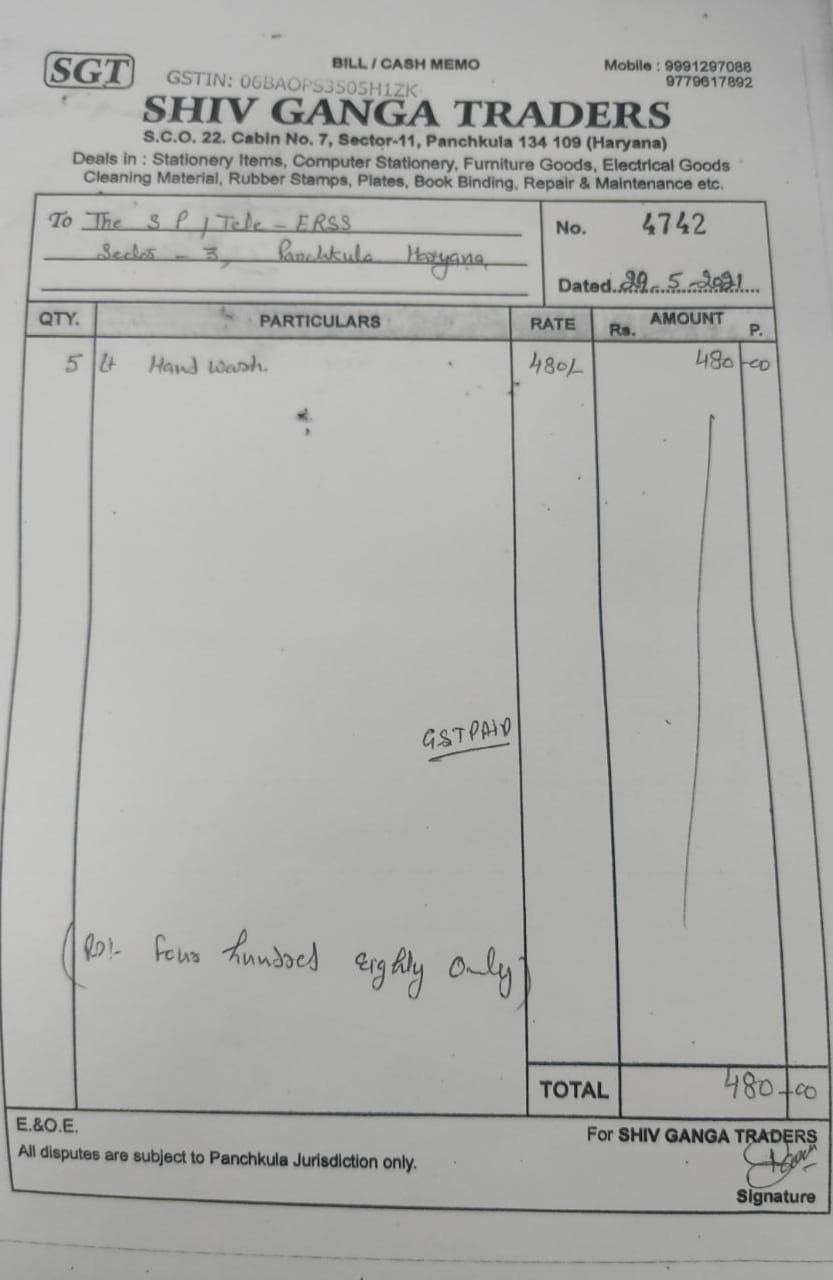 SGT
BILL / CASH MEMO
Mobile : 9991297088
9779617892
GSTIN: 06BAOPS3505H1ZK
SHIV GANGA TRADERS
S.C.O. 22. Cabin No. 7, Sector-11, Panchkula 134 109 (Haryana)
Deals in : Stationery Items, Computer Stationery, Furniture Goods, Electrical Goods
Cleaning Material, Rubber Stamps, Plates, Book Binding, Repair & Maintenance etc.
To The S P / Tele - ERSS
Sector - 3, Panchkula Haryana,
No. 4742
Dated. 29-5-2021
QTY. PARTICULARS RATE AMOUNT
Rs. P.
5 Lt Hand wash. 480/- 480-00
GST PAID
(Rs!- four hundred eighty only)
TOTAL 480-00
E.&O.E.
All disputes are subject to Panchkula Jurisdiction only.
For SHIV GANGA TRADERS
Signature